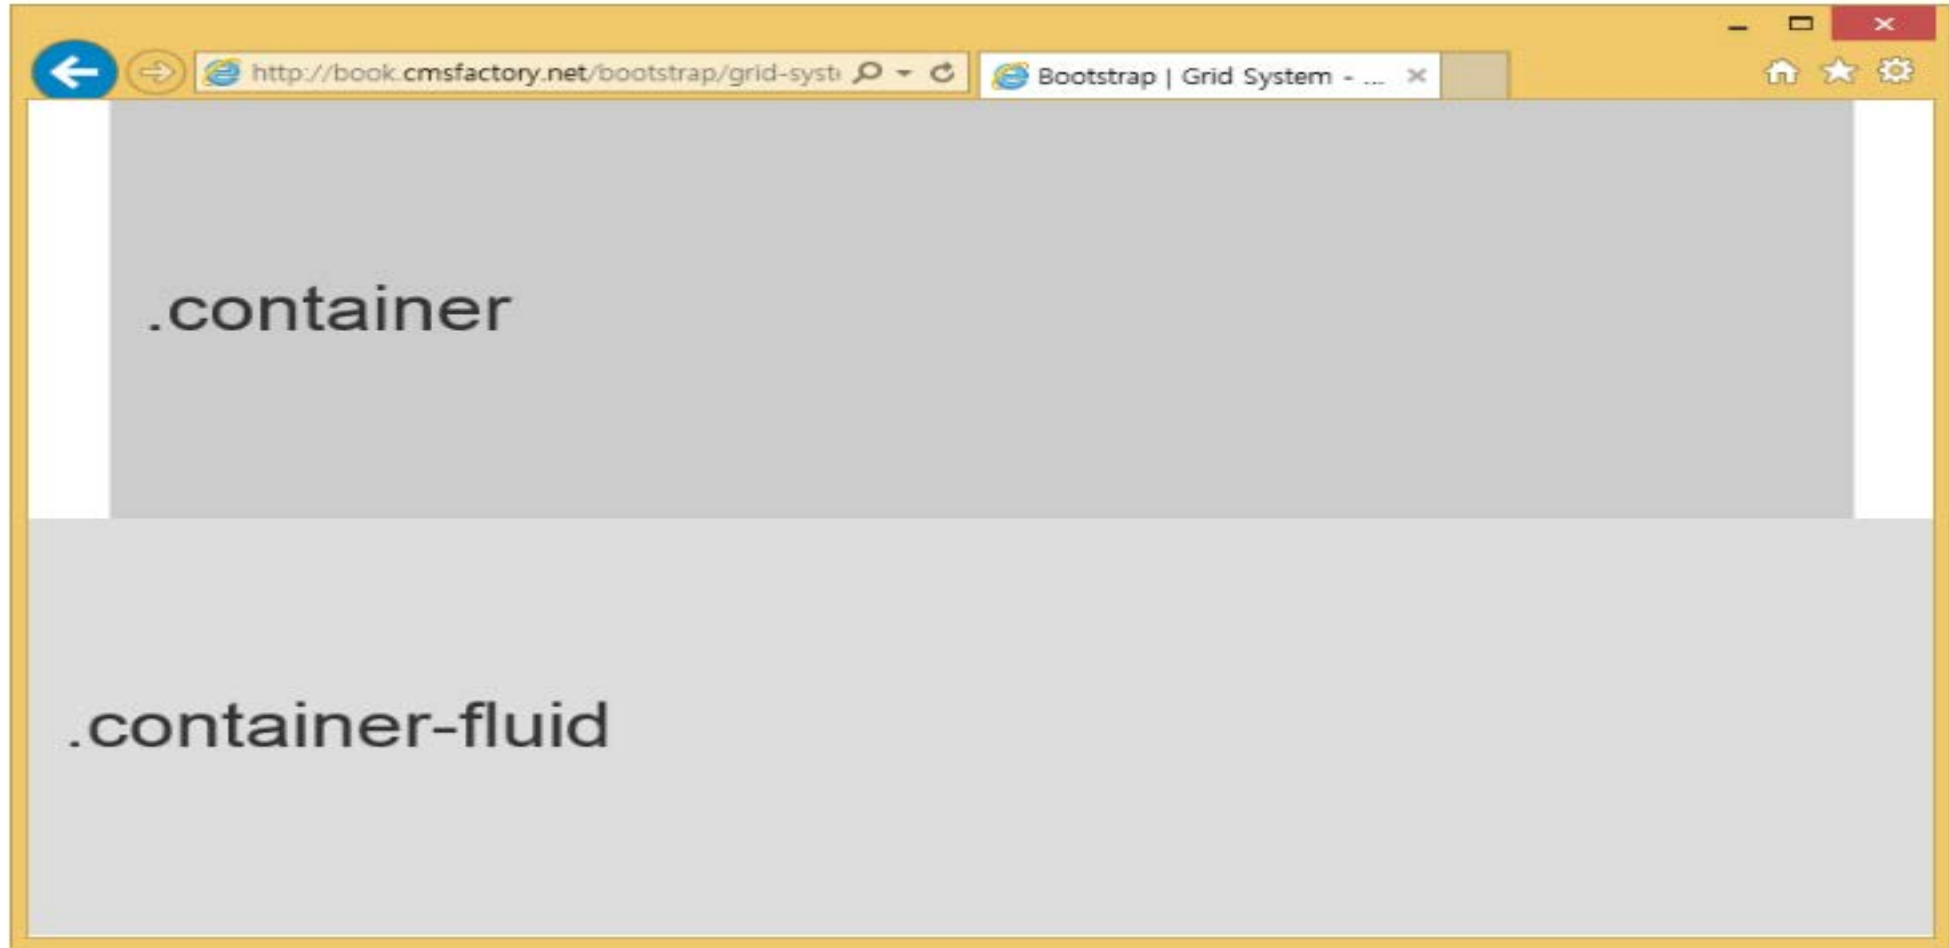 http://book.cmsfactory.net/bootstrap/grid-syst
Bootstrap | Grid System - ...
.container
.container-fluid